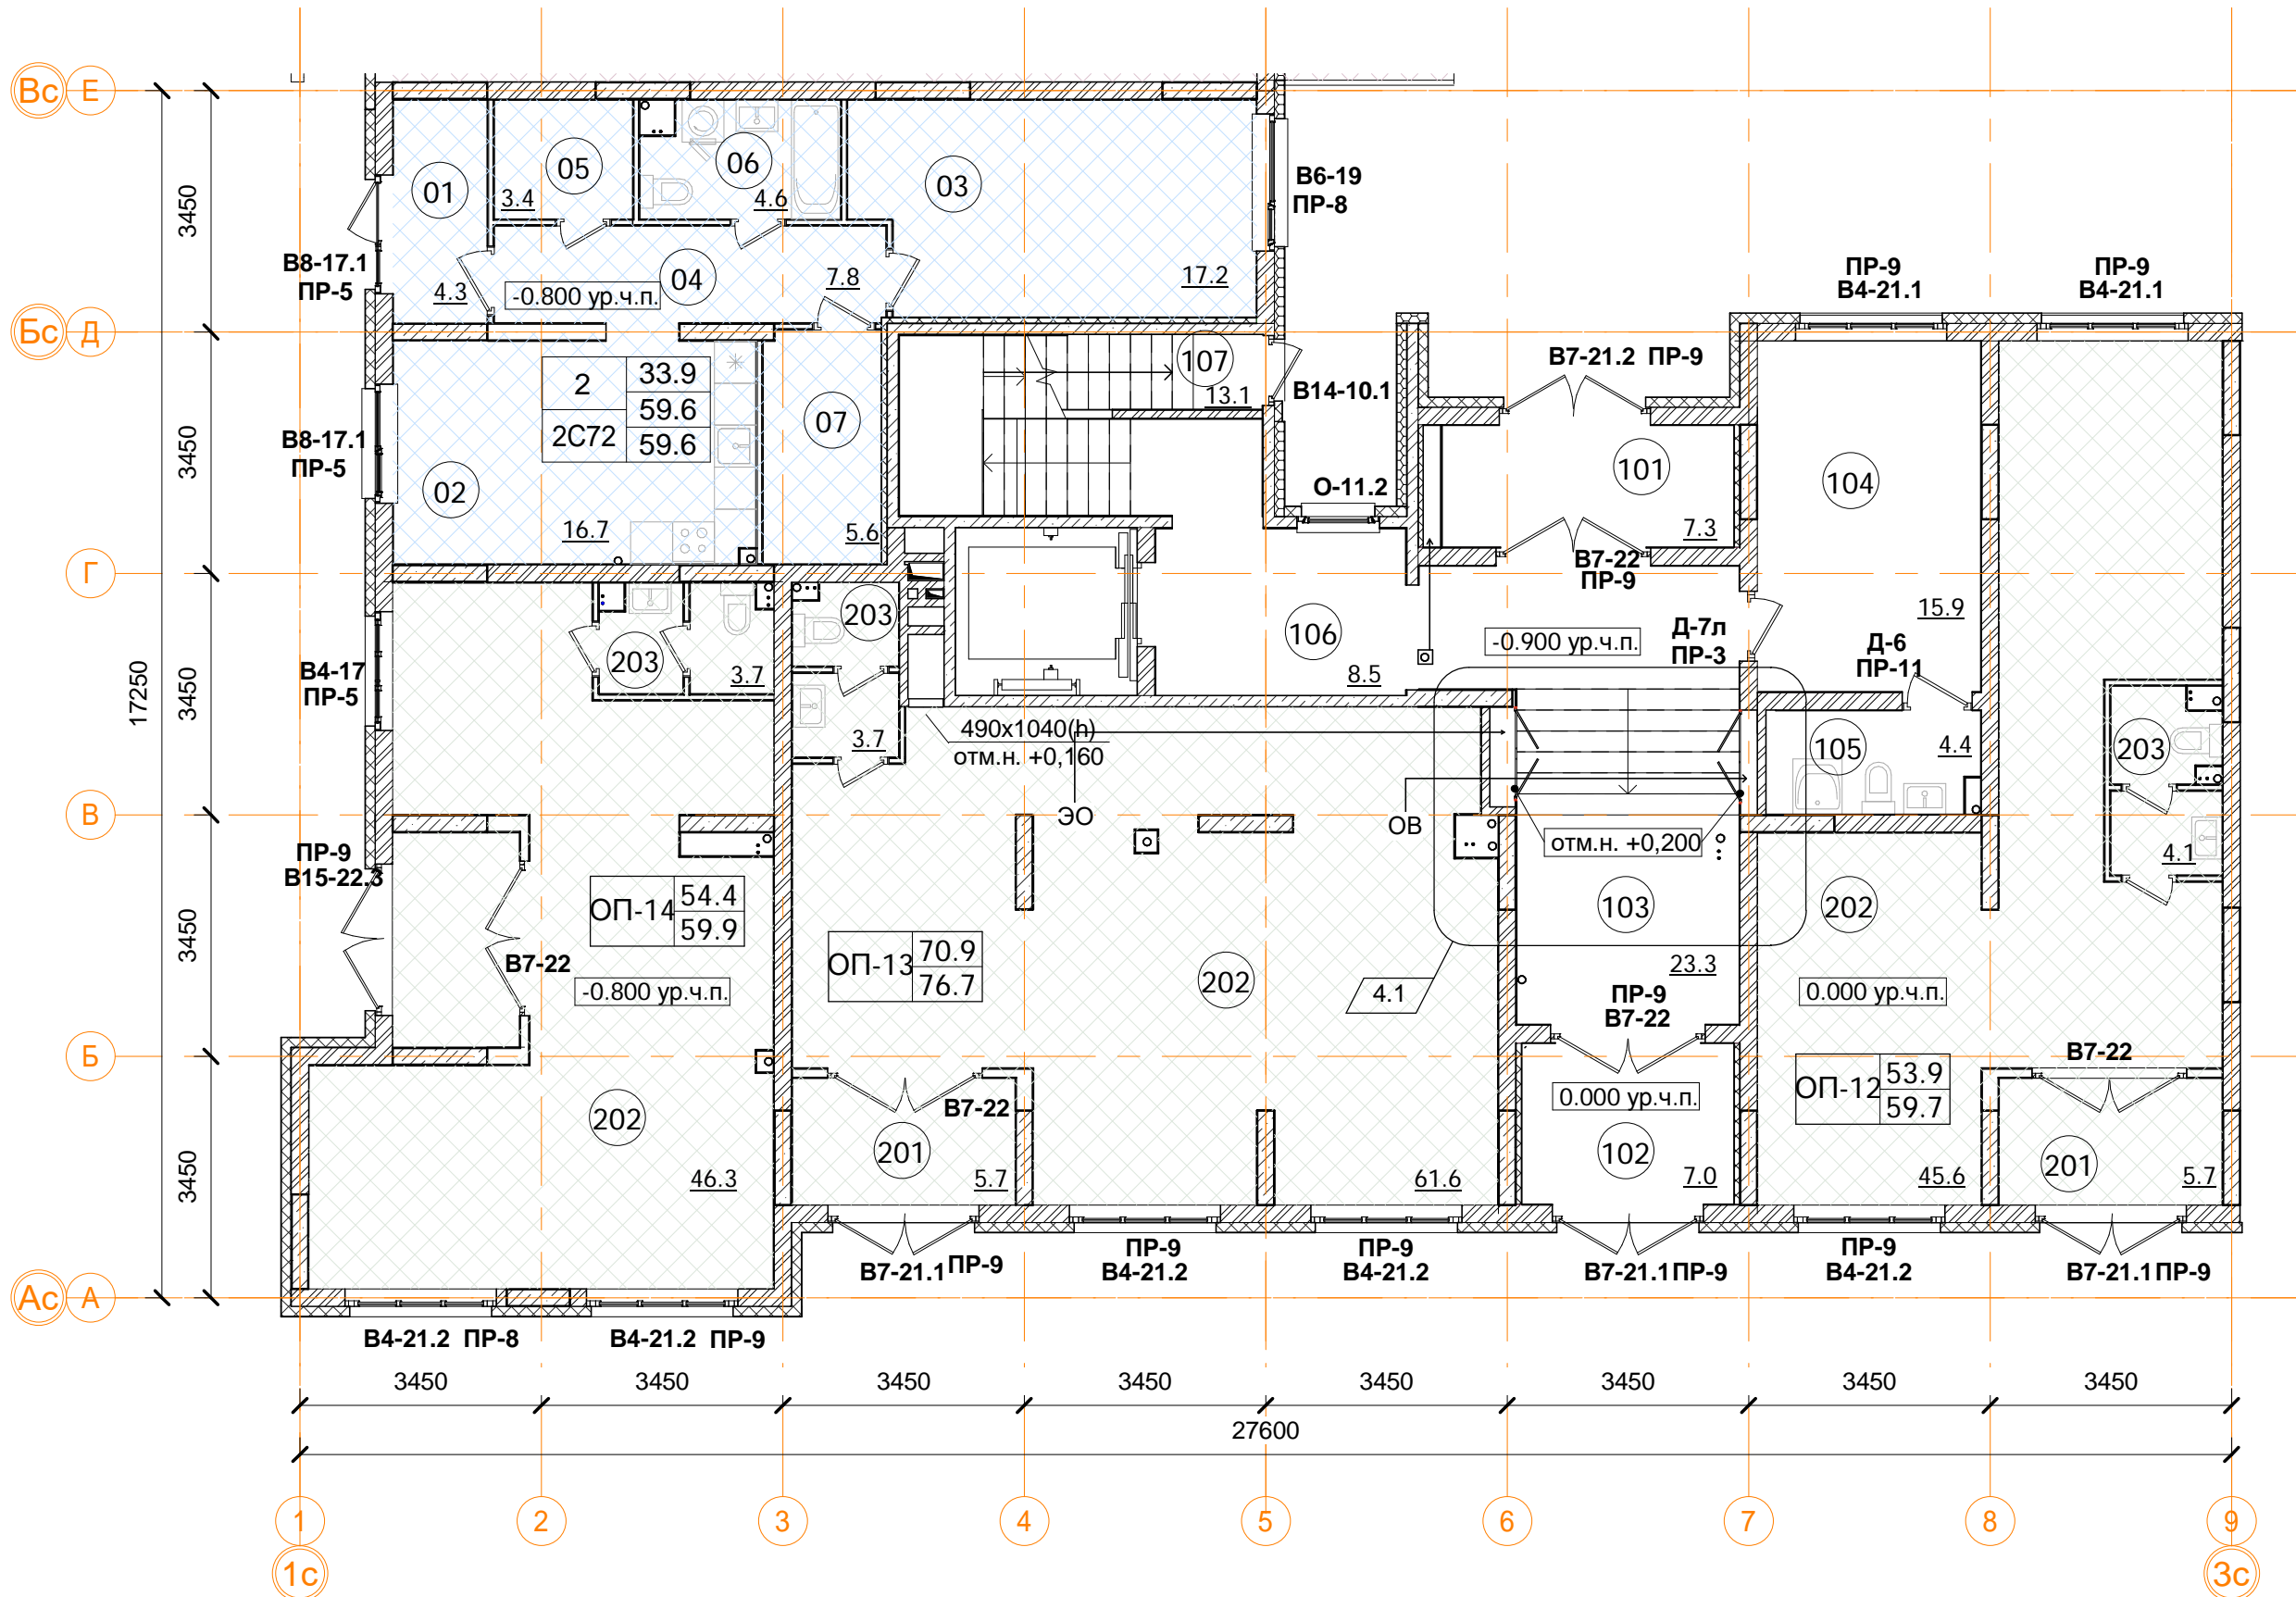 Вс Е
01
05
3.4
06
4.6
03
17.2
В6-19
ПР-8
3450
В8-17.1
ПР-5
4.3
04
-0.800 ур.ч.п.
7.8
ПР-9
В4-21.1
ПР-9
В4-21.1
Бс Д
107
13.1
В14-10.1
В7-21.2 ПР-9
2
2С72
33.9
59.6
59.6
07
5.6
3450
В8-17.1
ПР-5
02
16.7
О-11.2
101
7.3
104
15.9
В7-22
ПР-9
Г
203
3.7
203
3.7
106
8.5
-0.900 ур.ч.п.
Д-7л
ПР-3
Д-6
ПР-11
17250
3450
В4-17
ПР-5
490х1040(h)
отм.н. +0,160
105
4.4
203
4.1
В
ЭО
ОВ
отм.н. +0,200
ПР-9
В15-22.3
ОП-14
54.4
59.9
В7-22
-0.800 ур.ч.п.
3450
ОП-13
70.9
76.7
202
4.1
103
23.3
202
0.000 ур.ч.п.
ПР-9
В7-22
Б
В7-22
0.000 ур.ч.п.
ОП-12
53.9
59.7
В7-22
202
46.3
3450
201
5.7
61.6
102
7.0
45.6
201
5.7
Ас А
В7-21.1 ПР-9
ПР-9
В4-21.2
ПР-9
В4-21.2
В7-21.1 ПР-9
ПР-9
В4-21.2
В7-21.1 ПР-9
В4-21.2 ПР-8
В4-21.2 ПР-9
3450 3450 3450 3450 3450 3450 3450 3450
27600
1 2 3 4 5 6 7 8 9
1с 3с